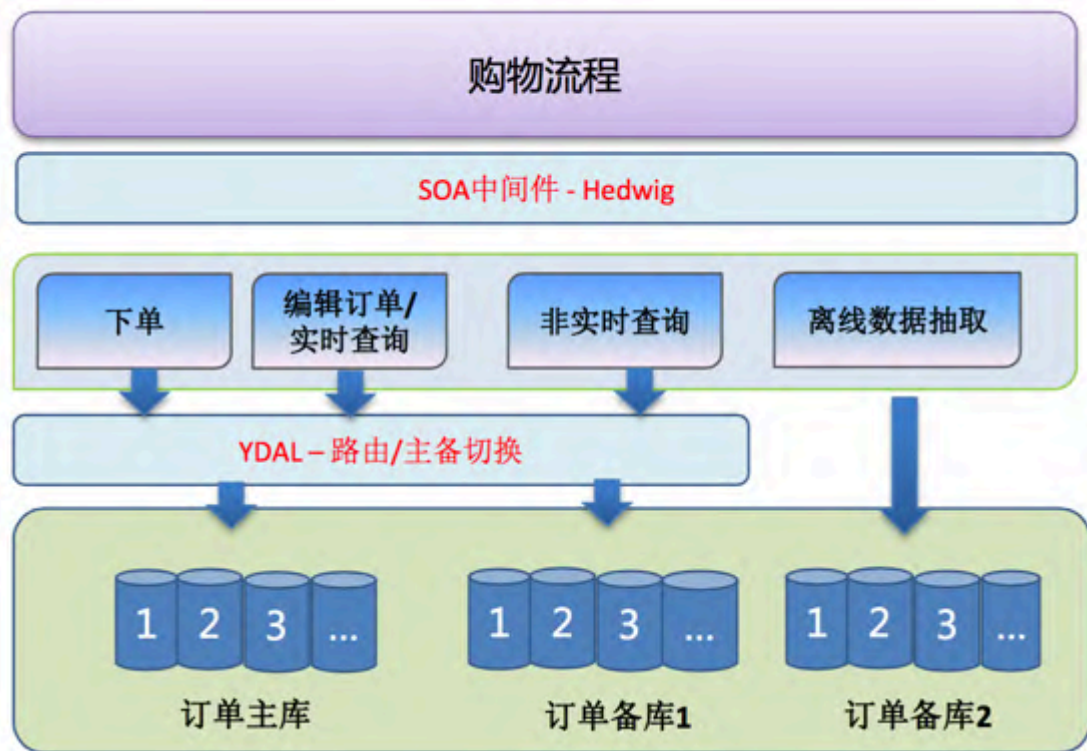 购物流程
SOA中间件 - Hedwig
下单
编辑订单/
实时查询
非实时查询
离线数据抽取
YDAL – 路由/主备切换
1 2 3 ...
1 2 3 ...
1 2 3 ...
订单主库
订单备库1
订单备库2